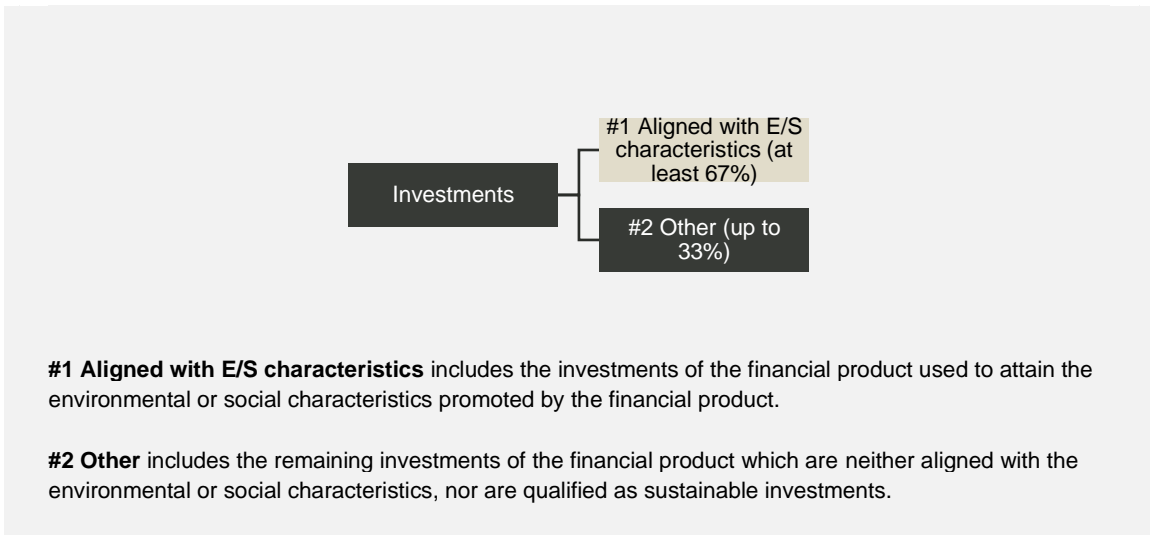 #1 Aligned with E/S
characteristics (at
least 67%)
Investments
#2 Other (up to
33%)
#1 Aligned with E/S characteristics includes the investments of the financial product used to attain the
environmental or social characteristics promoted by the financial product.
#2 Other includes the remaining investments of the financial product which are neither aligned with the
environmental or social characteristics, nor are qualified as sustainable investments.